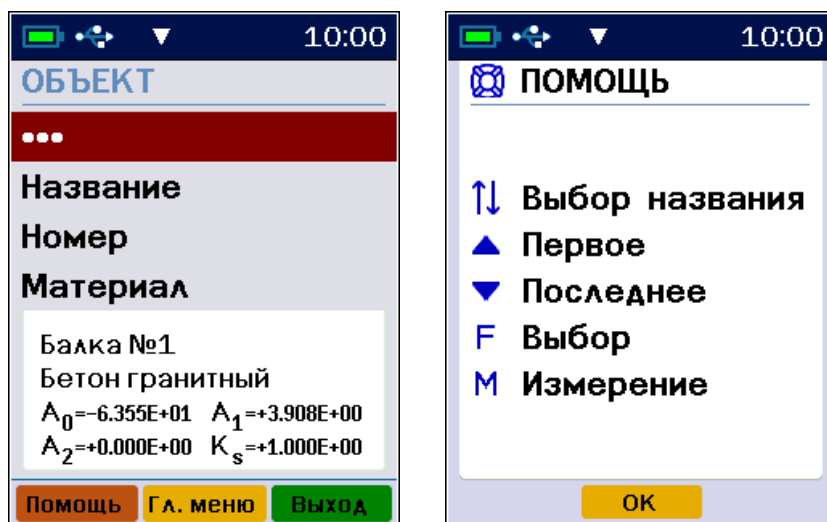 10:00
ОБЪЕКТ
•••
Название
Номер
Материал
Балка №1
Бетон гранитный
A0=-6.355E+01 A1=+3.908E+00
A2=+0.000E+00 Ks=+1.000E+00
Помощь Гл. меню Выход
10:00
ПОМОЩЬ
↑↓ Выбор названия
▲ Первое
▼ Последнее
F Выбор
M Измерение
ОК